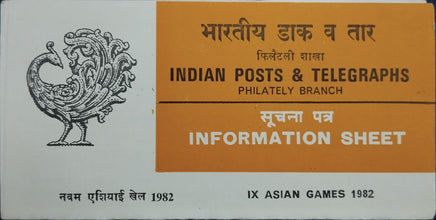 भारतीय डाक व तार
फिलैटली शाखा
INDIAN POSTS & TELEGRAPHS
PHILATELY BRANCH
सूचना पत्र
INFORMATION SHEET
नवम एशियाई खेल 1982
IX ASIAN GAMES 1982